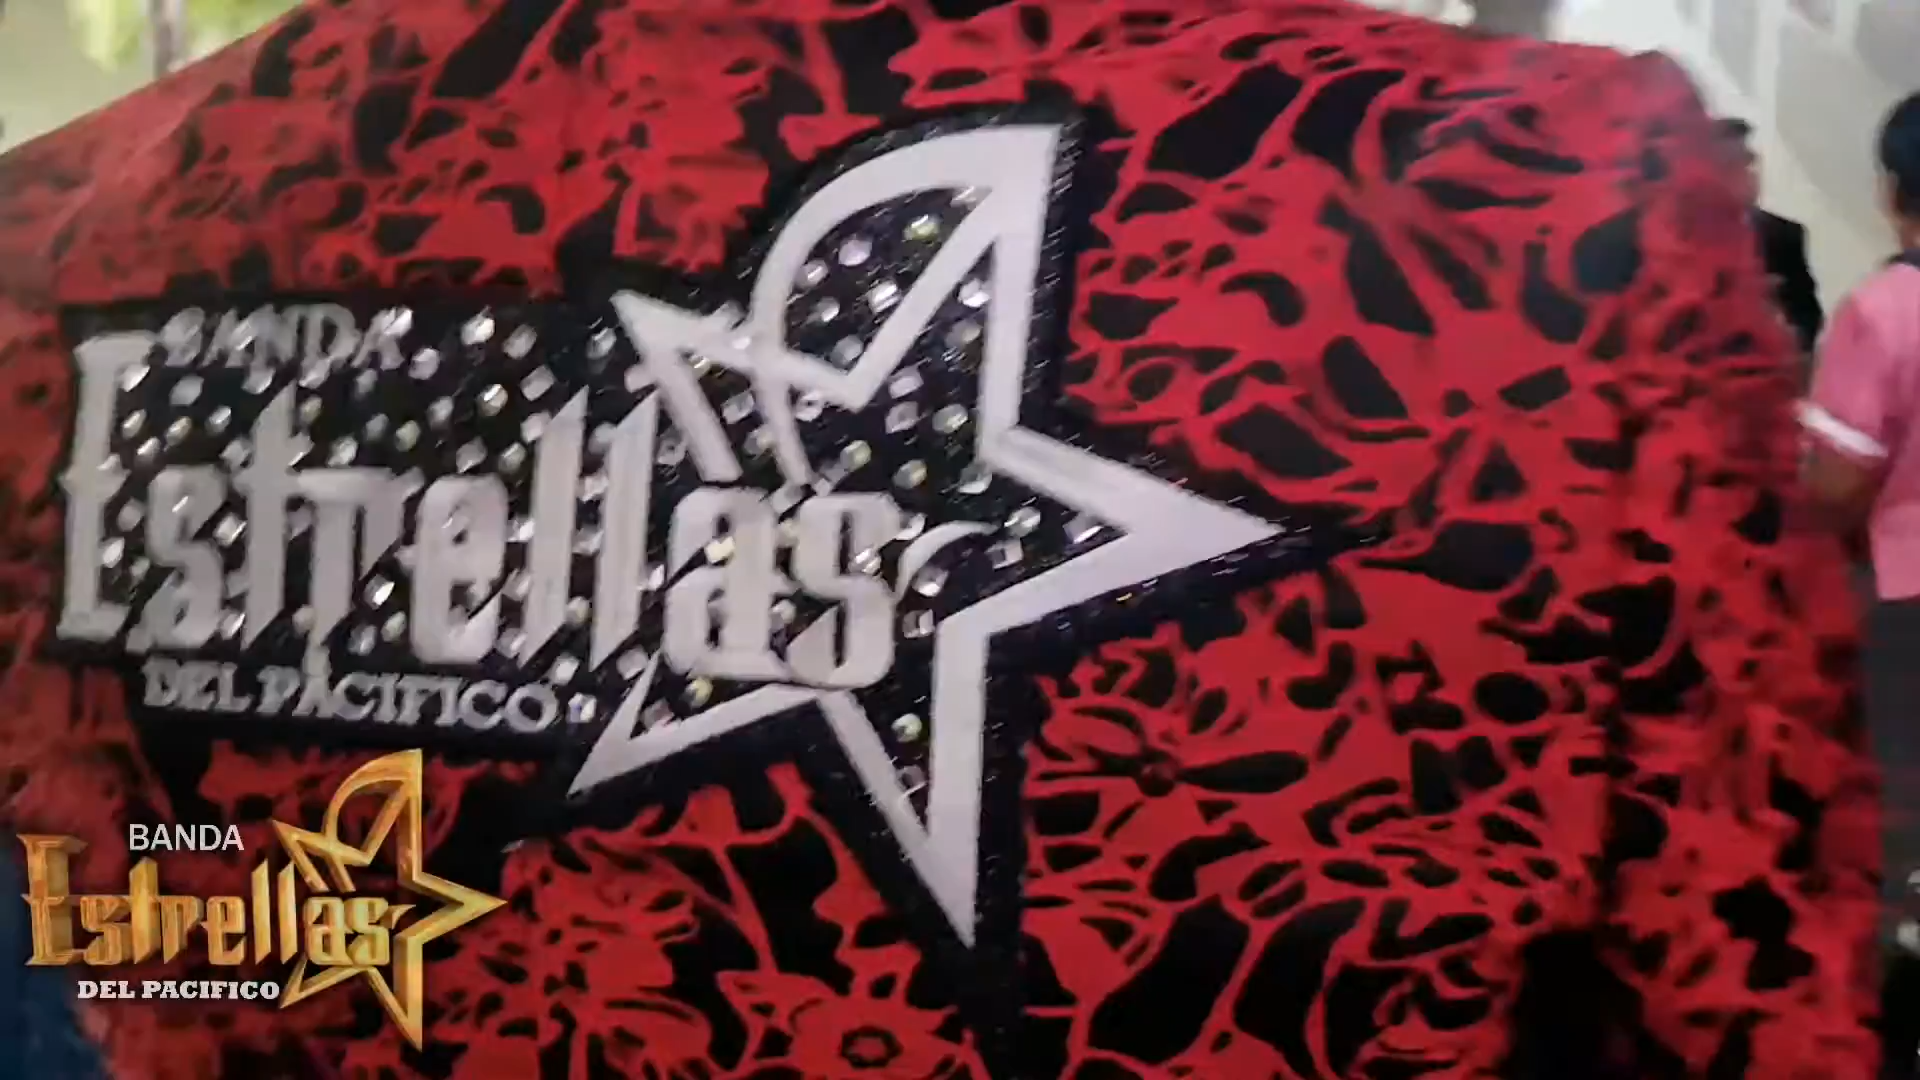 BANDA
Estrellas
DEL PACIFICO
BANDA
Estrellas
DEL PACIFICO